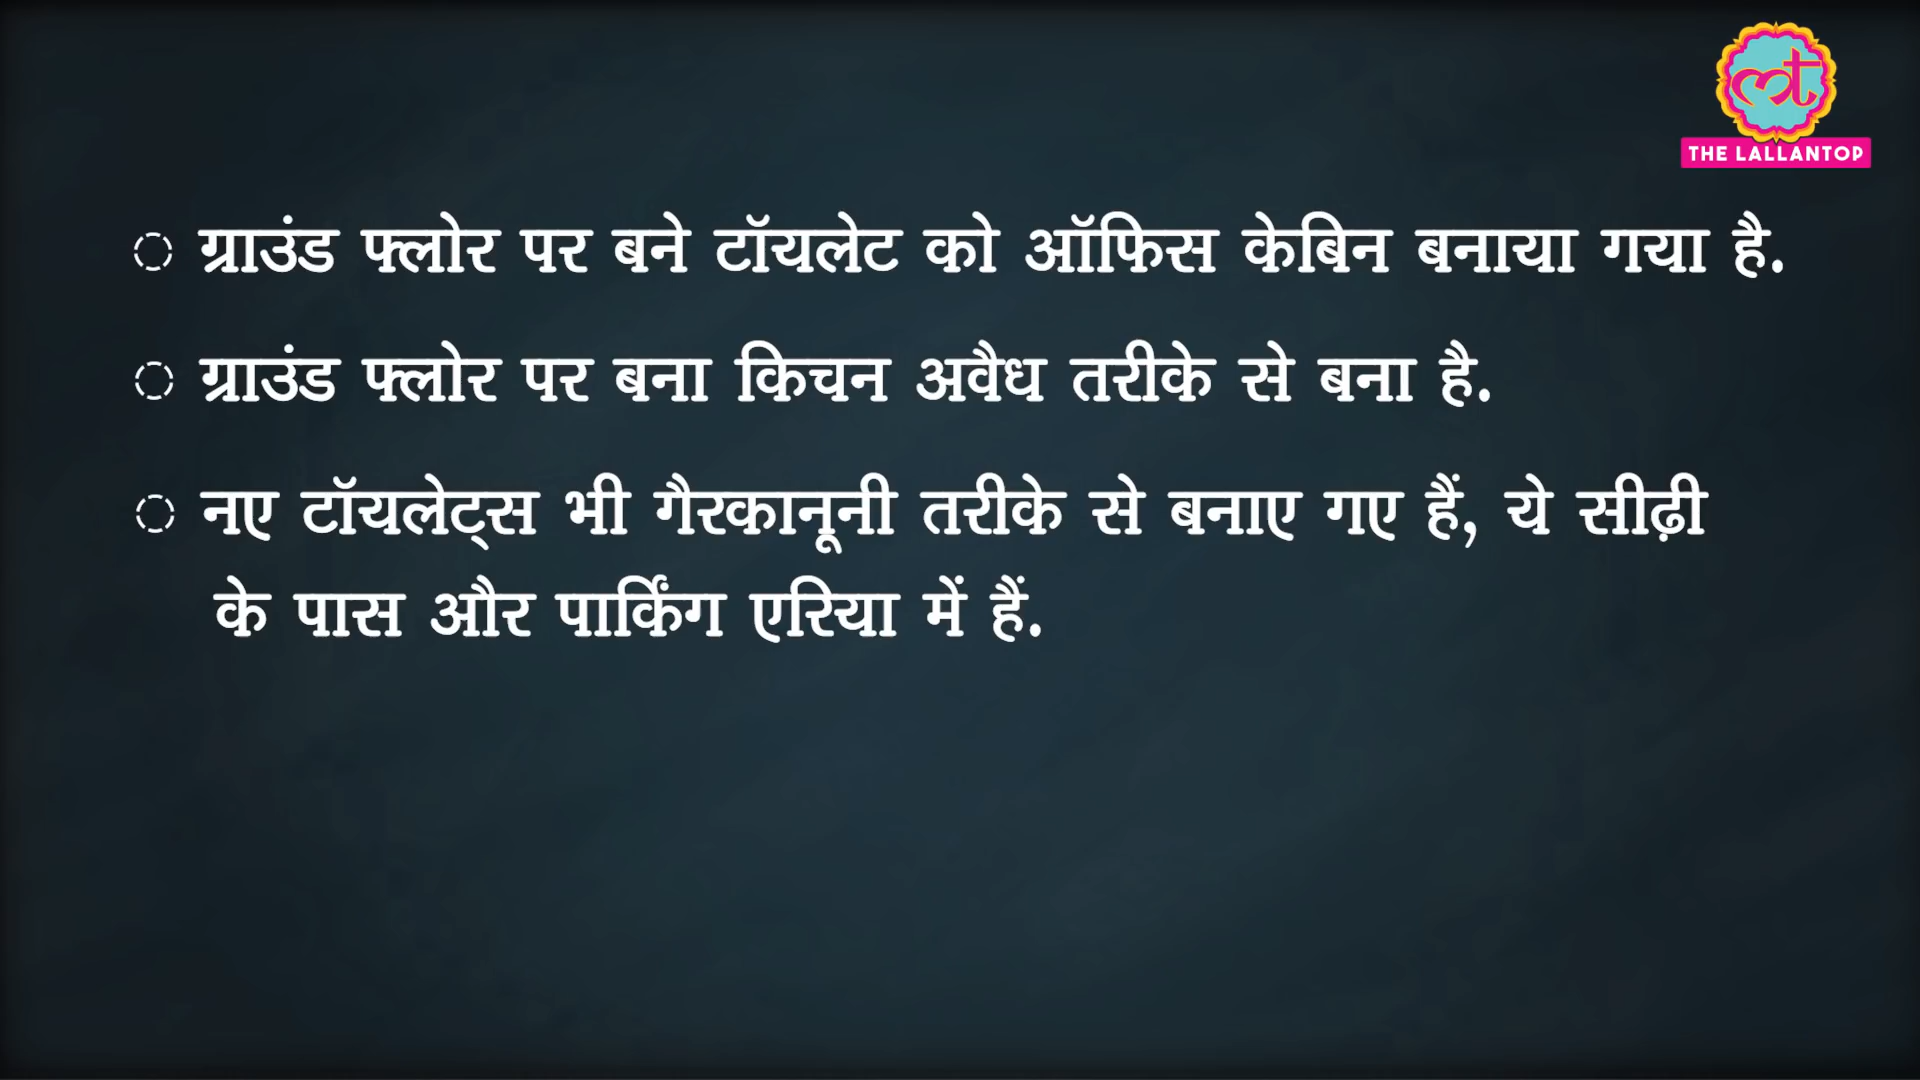 THE LALLANTOP
ग्राउंड फ्लोर पर बने टॉयलेट को ऑफिस केबिन बनाया गया है.
ग्राउंड फ्लोर पर बना किचन अवैध तरीके से बना है.
नए टॉयलेट्स भी गैरकानूनी तरीके से बनाए गए हैं, ये सीढ़ी
के पास और पार्किंग एरिया में हैं.